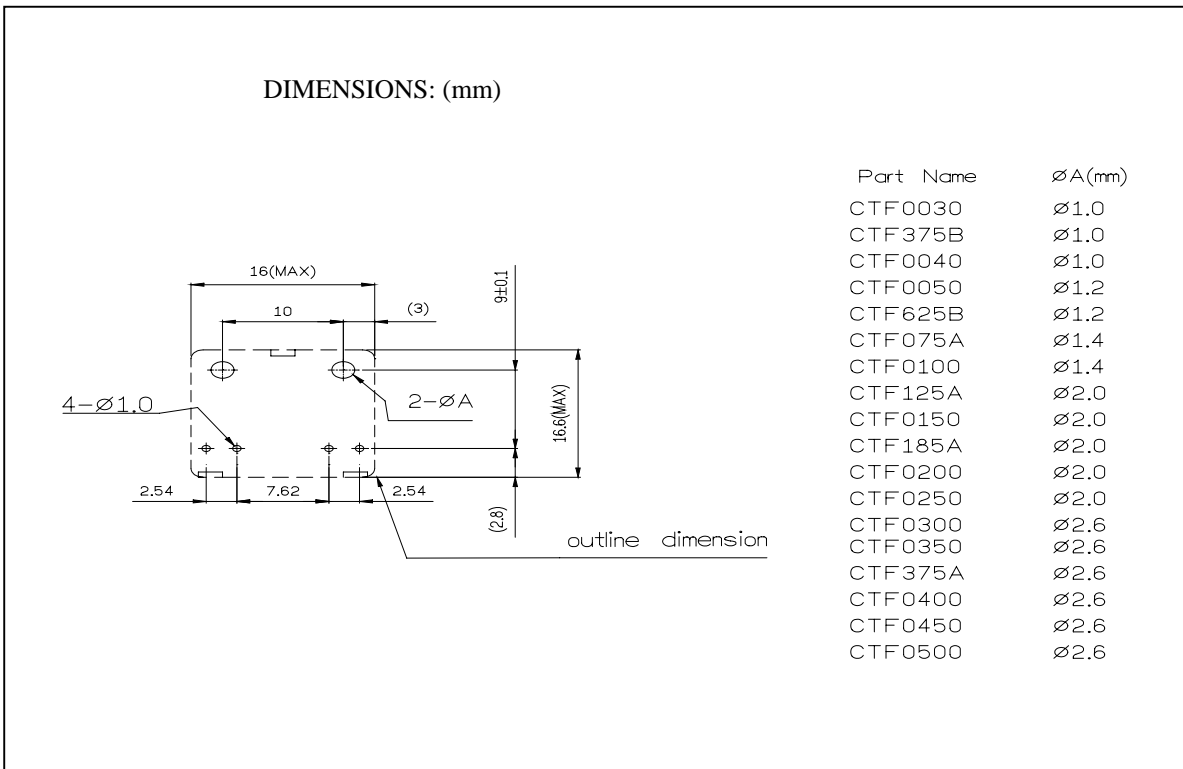 DIMENSIONS: (mm)
Part Name ØA(mm)
CTF0030 Ø1.0
CTF375B Ø1.0
CTF0040 Ø1.0
CTF0050 Ø1.2
CTF625B Ø1.2
CTF075A Ø1.4
CTF0100 Ø1.4
CTF125A Ø2.0
CTF0150 Ø2.0
CTF185A Ø2.0
CTF0200 Ø2.0
CTF0250 Ø2.0
CTF0300 Ø2.6
CTF0350 Ø2.6
CTF375A Ø2.6
CTF0400 Ø2.6
CTF0450 Ø2.6
CTF0500 Ø2.6
16(MAX)
10
(3)
9±0.1
4-Ø1.0
2-ØA
16.6(MAX)
2.54
7.62
2.54
(2.8)
outline dimension